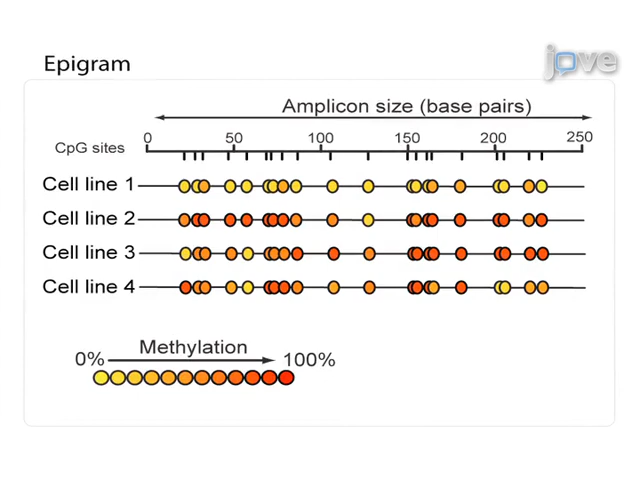 jove
Epigram
Amplicon size (base pairs)
0 50 100 150 200 250
CpG sites
Cell line 1
Cell line 2
Cell line 3
Cell line 4
Methylation
0% 100%